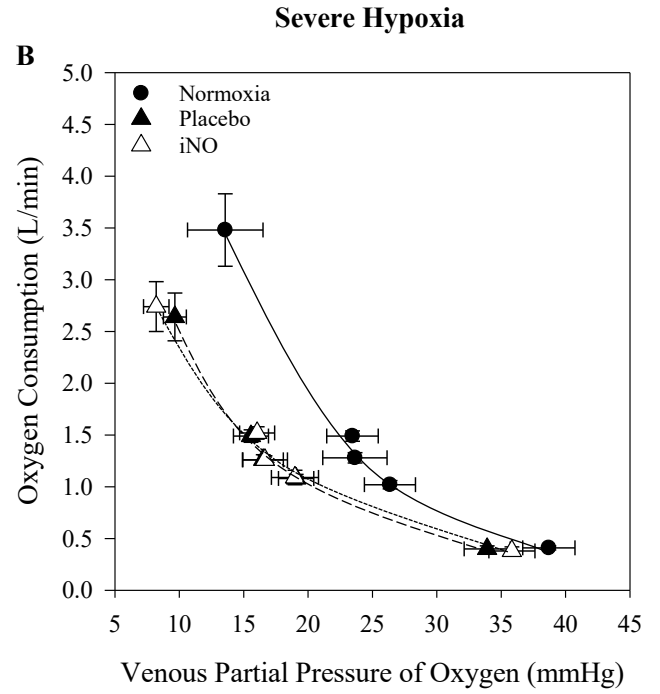 Severe Hypoxia
B
5.0
4.5
4.0
3.5
3.0
2.5
2.0
1.5
1.0
0.5
0.0
Normoxia
Placebo
iNO
Oxygen Consumption (L/min)
5 10 15 20 25 30 35 40 45
Venous Partial Pressure of Oxygen (mmHg)